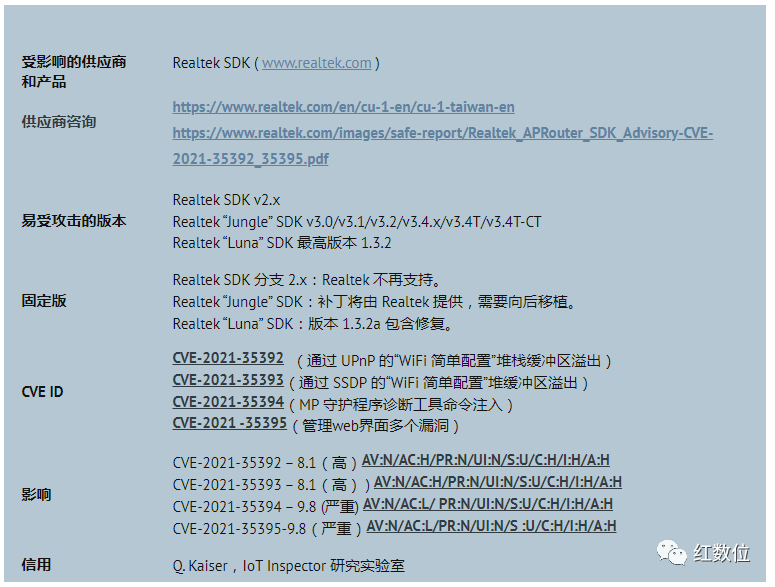 受影响的供应商 Realtek SDK ( www.realtek.com )
和产品
供应商咨询 https://www.realtek.com/en/cu-1-en/cu-1-taiwan-en
https://www.realtek.com/images/safe-report/Realtek_APRouter_SDK_Advisory-CVE-
2021-35392_35395.pdf
Realtek SDK v2.x
易受攻击的版本 Realtek “Jungle” SDK v3.0/v3.1/v3.2/v3.4.x/v3.4T/v3.4T-CT
Realtek “Luna” SDK 最高版本 1.3.2
Realtek SDK 分支 2.x：Realtek 不再支持。
固定版 Realtek “Jungle” SDK：补丁将由 Realtek 提供，需要向后移植。
Realtek “Luna” SDK：版本 1.3.2a 包含修复。
CVE-2021-35392 （通过 UPnP 的“WiFi 简单配置”堆栈缓冲区溢出）
CVE-2021-35393（通过 SSDP 的“WiFi 简单配置”堆缓冲区溢出）
CVE ID CVE-2021-35394（MP 守护程序诊断工具命令注入）
CVE-2021 -35395（管理web界面多个漏洞）
CVE-2021-35392 – 8.1（高）AV:N/AC:H/PR:N/UI:N/S:U/C:H/I:H/A:H
CVE-2021-35393 – 8.1（高））AV:N/AC:H/PR:N/UI:N/S:U/C:H/I:H/A:H
影响 CVE-2021-35394 – 9.8 (严重) AV:N/AC:L/ PR:N/UI:N/S:U/C:H/I:H/A:H
CVE-2021-35395-9.8（严重）AV:N/AC:L/PR:N/UI:N/S :U/C:H/I:H/A:H
信用 Q. Kaiser，IoT Inspector 研究实验室
红数位